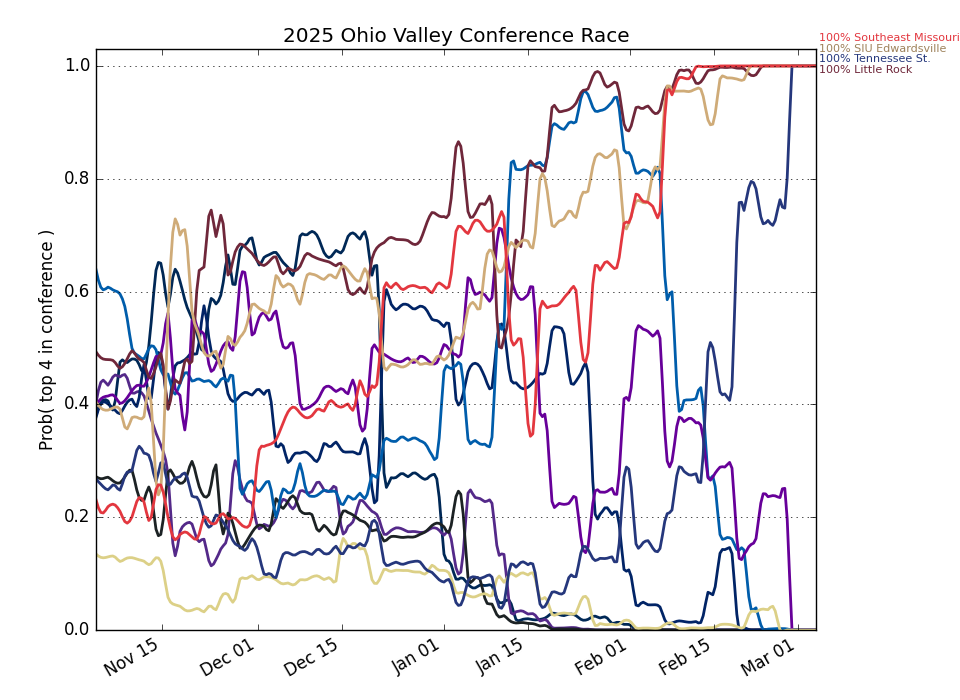 2025 Ohio Valley Conference Race
100% Southeast Missouri
100% SIU Edwardsville
100% Tennessee St.
100% Little Rock
Prob( top 4 in conference )
1.0
0.8
0.6
0.4
0.2
0.0
Nov 15
Dec 01
Dec 15
Jan 01
Jan 15
Feb 01
Feb 15
Mar 01